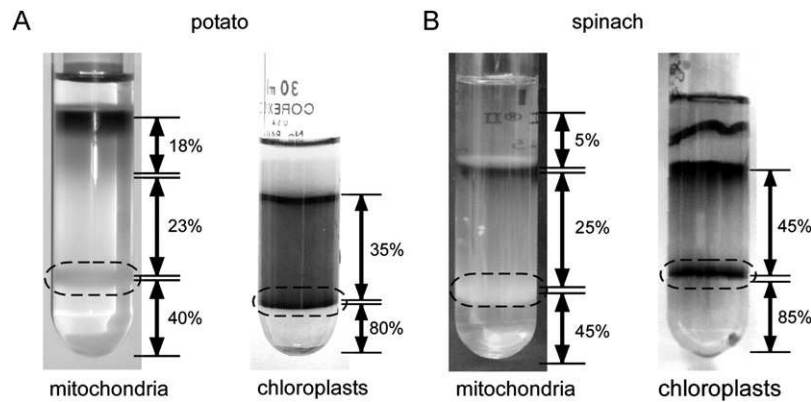 A
potato
B
spinach
30 ml
COREX
USA
18%
23%
40%
35%
80%
5%
25%
45%
45%
85%
mitochondria
chloroplasts
mitochondria
chloroplasts